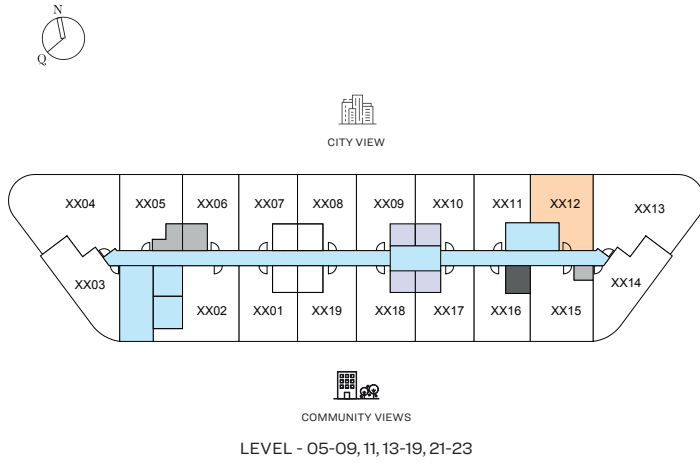 N
Q
CITY VIEW
XX04 XX05 XX06 XX07 XX08 XX09 XX10 XX11 XX12 XX13
XX03 XX14
XX02 XX01 XX19 XX18 XX17 XX16 XX15
COMMUNITY VIEWS
LEVEL - 05-09, 11, 13-19, 21-23